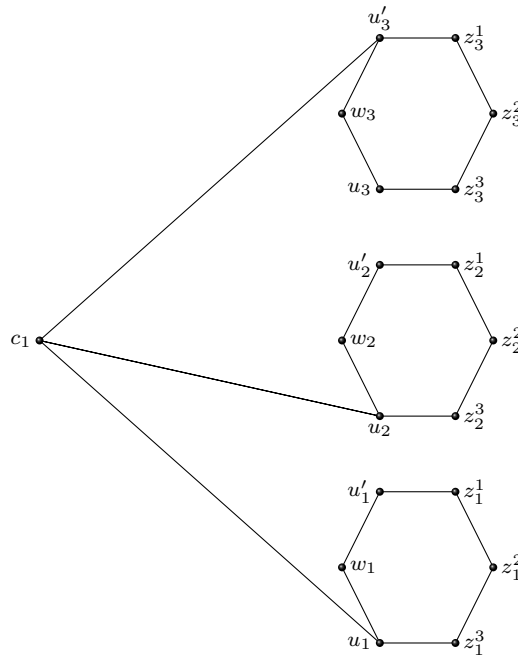 u′₃ z₃¹
w₃ z₃²
u₃ z₃³
u′₂ z₂¹
c₁ w₂ z₂²
u₂ z₂³
u′₁ z₁¹
w₁ z₁²
u₁ z₁³